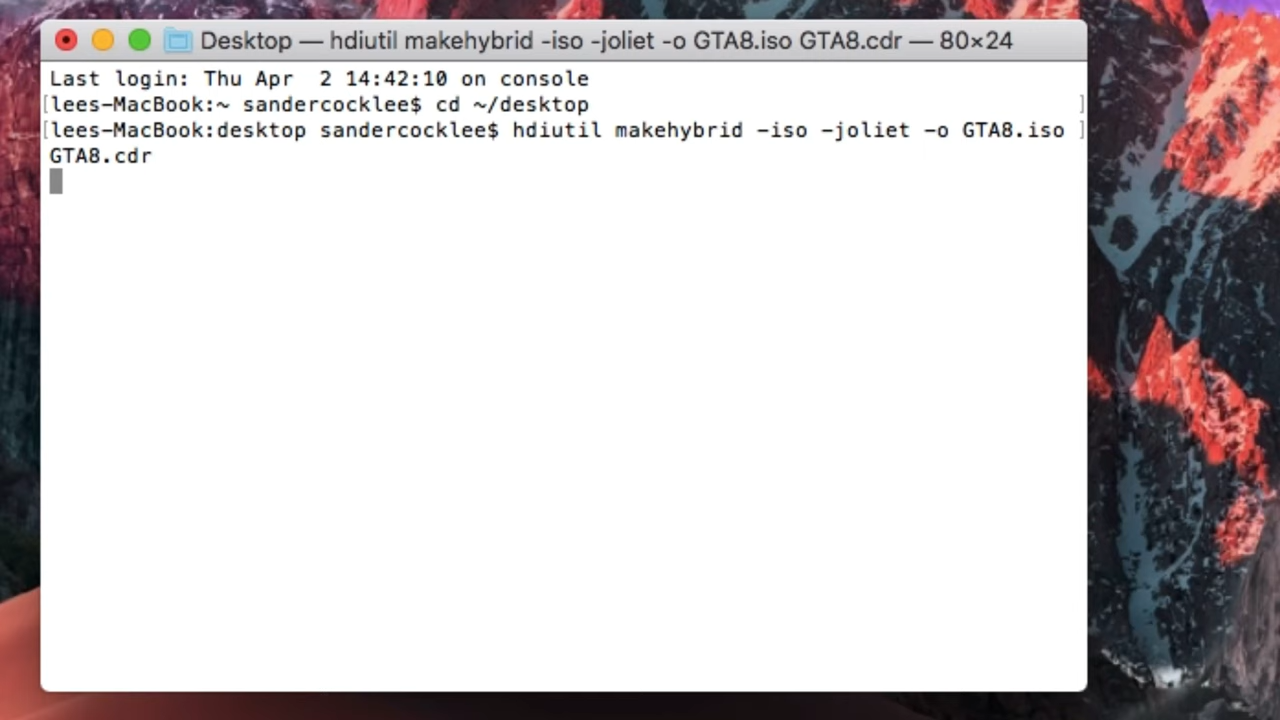 Desktop — hdiutil makehybrid -iso -joliet -o GTA8.iso GTA8.cdr — 80×24
Last login: Thu Apr  2 14:42:10 on console
[lees-MacBook:~ sandercocklee$ cd ~/desktop ]
[lees-MacBook:desktop sandercocklee$ hdiutil makehybrid -iso -joliet -o GTA8.iso ]
GTA8.cdr